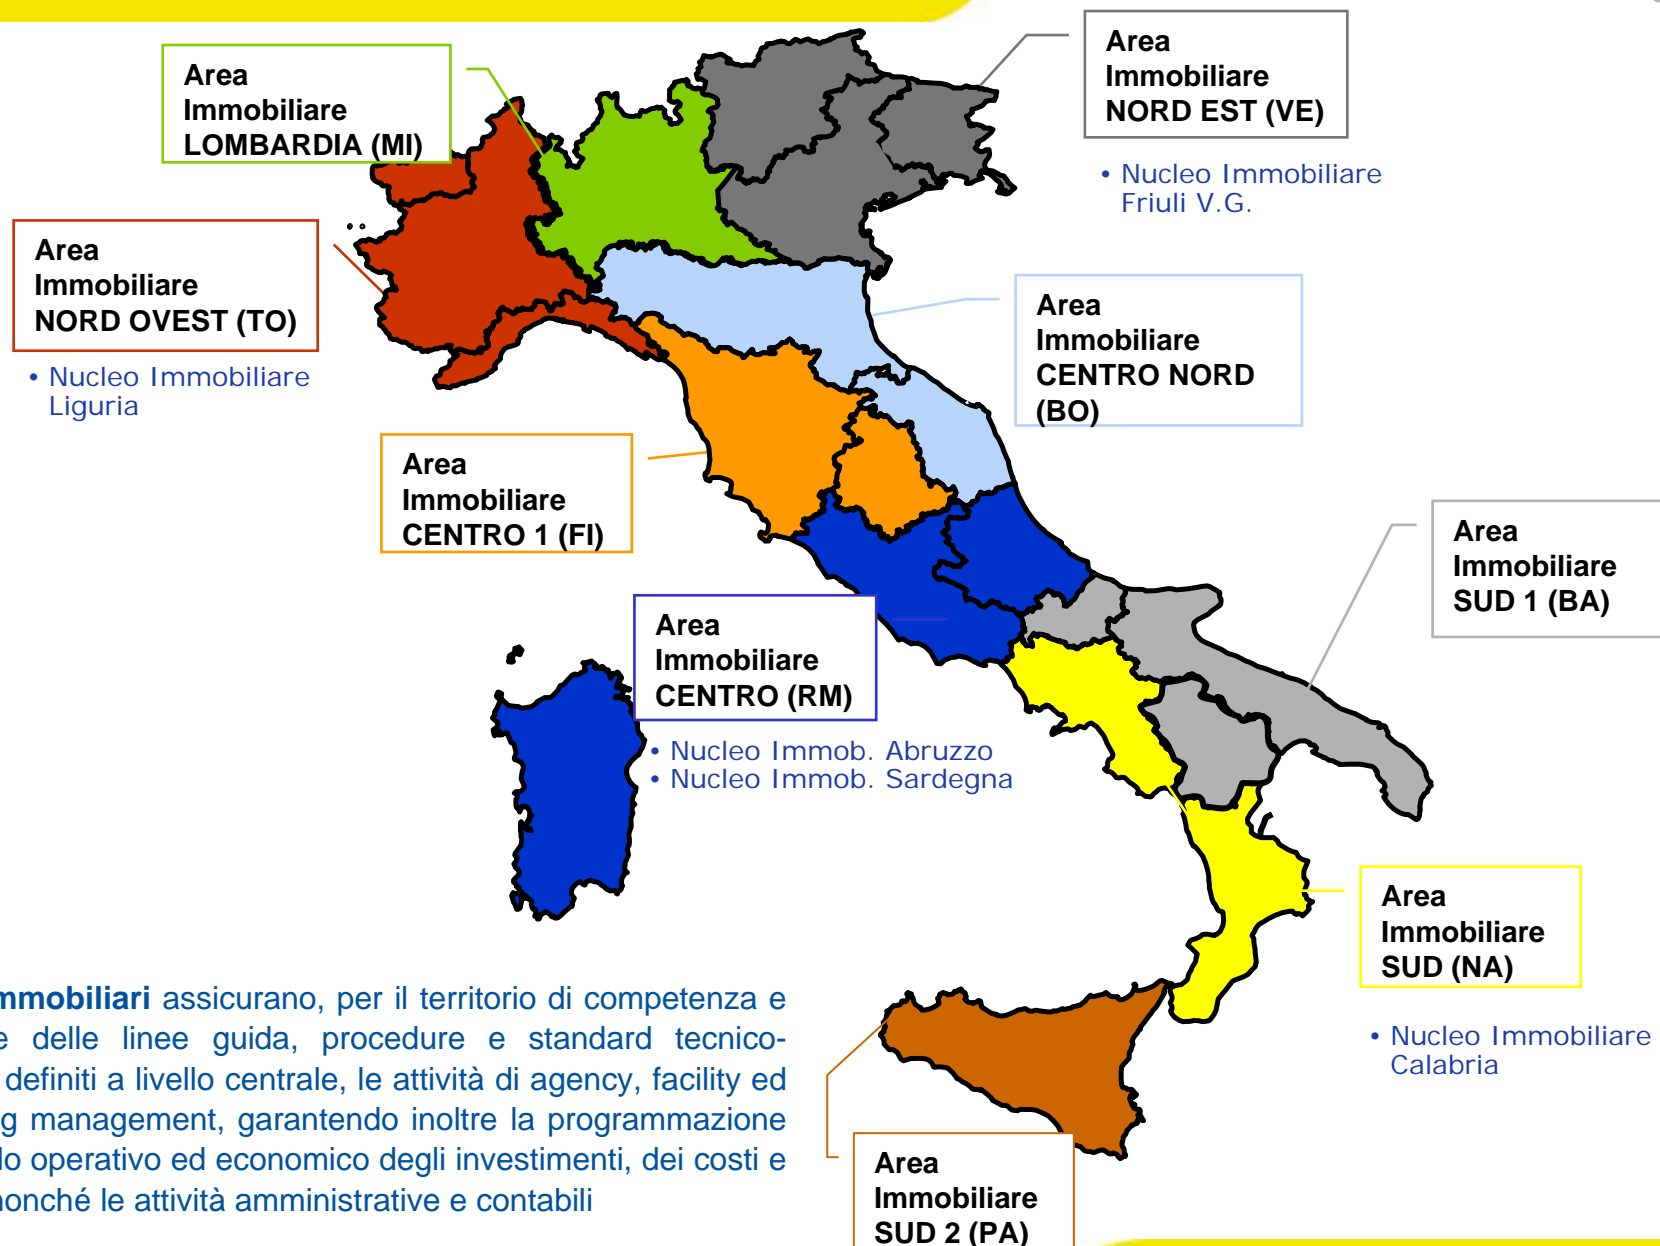 Area
Immobiliare
LOMBARDIA (MI)
Area
Immobiliare
NORD EST (VE)
• Nucleo Immobiliare
Friuli V.G.
Area
Immobiliare
NORD OVEST (TO)
• Nucleo Immobiliare
Liguria
Area
Immobiliare
CENTRO NORD
(BO)
Area
Immobiliare
CENTRO 1 (FI)
Area
Immobiliare
SUD 1 (BA)
Area
Immobiliare
CENTRO (RM)
• Nucleo Immob. Abruzzo
• Nucleo Immob. Sardegna
Area
Immobiliare
SUD (NA)
• Nucleo Immobiliare
Calabria
mmobiliari assicurano, per il territorio di competenza e
e delle linee guida, procedure e standard tecnico-
definiti a livello centrale, le attività di agency, facility ed
g management, garantendo inoltre la programmazione
lo operativo ed economico degli investimenti, dei costi e
nonché le attività amministrative e contabili
Area
Immobiliare
SUD 2 (PA)